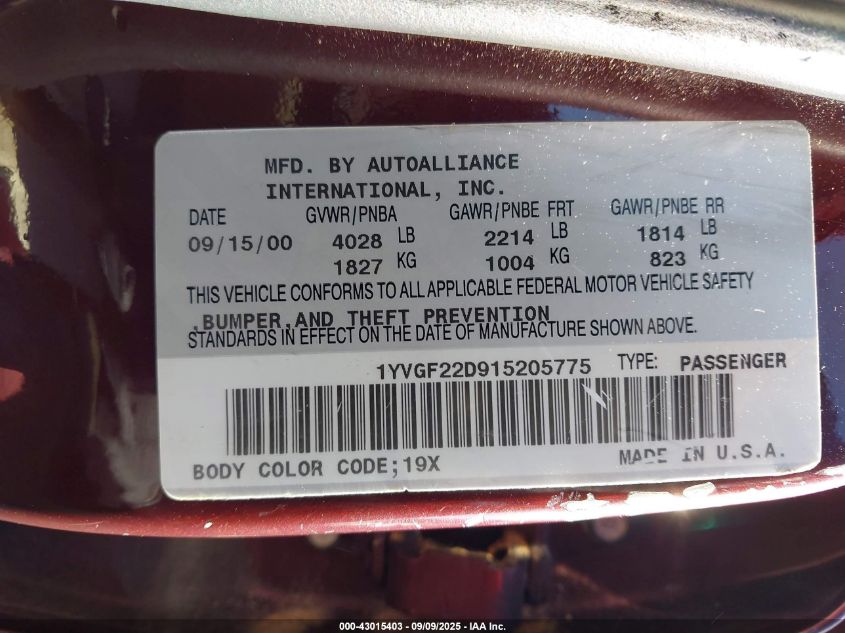 MFD. BY AUTOALLIANCE
INTERNATIONAL, INC.
DATE GVWR/PNBA GAWR/PNBE FRT GAWR/PNBE RR
09/15/00 4028 LB 2214 LB 1814 LB
1827 KG 1004 KG 823 KG
THIS VEHICLE CONFORMS TO ALL APPLICABLE FEDERAL MOTOR VEHICLE SAFETY
,BUMPER,AND THEFT PREVENTION
STANDARDS IN EFFECT ON THE DATE OF MANUFACTURE SHOWN ABOVE.
1YVGF22D915205775 TYPE: PASSENGER
BODY COLOR CODE;19X MADE IN U.S.A.
000-43015403 - 09/09/2025 - IAA Inc.